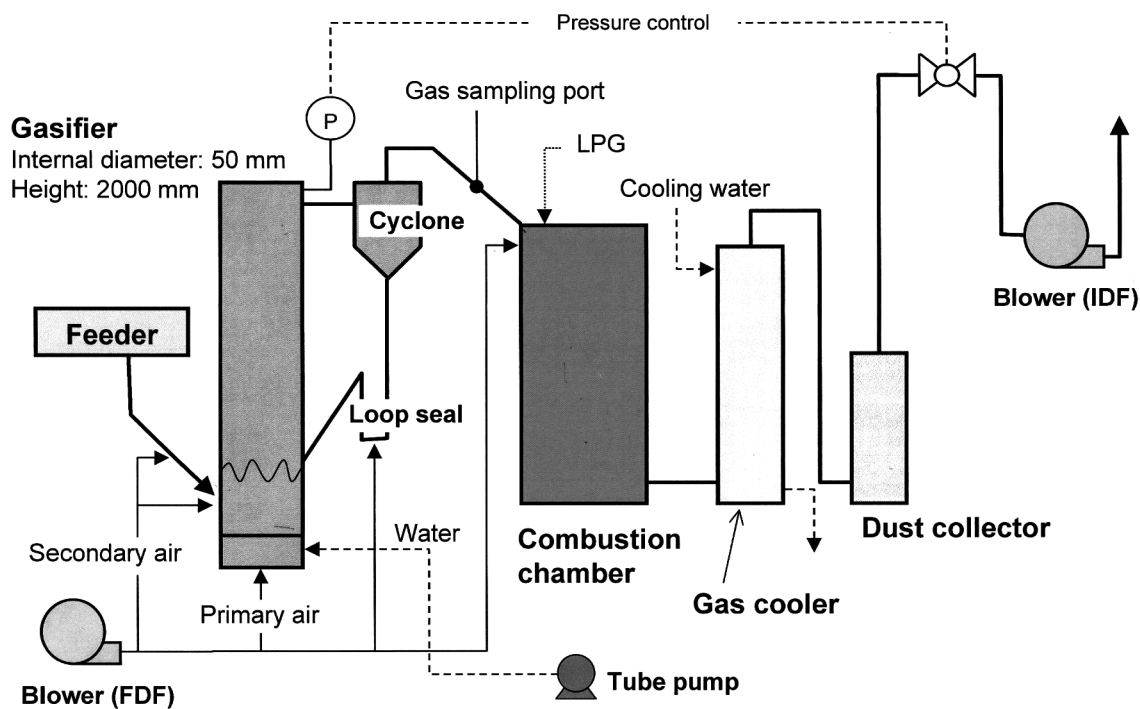 Pressure control
Gas sampling port
P
Gasifier
Internal diameter: 50 mm
Height: 2000 mm
LPG
Cooling water
Cyclone
Blower (IDF)
Feeder
Loop seal
Water
Secondary air
Primary air
Combustion
chamber
Dust collector
Gas cooler
Tube pump
Blower (FDF)